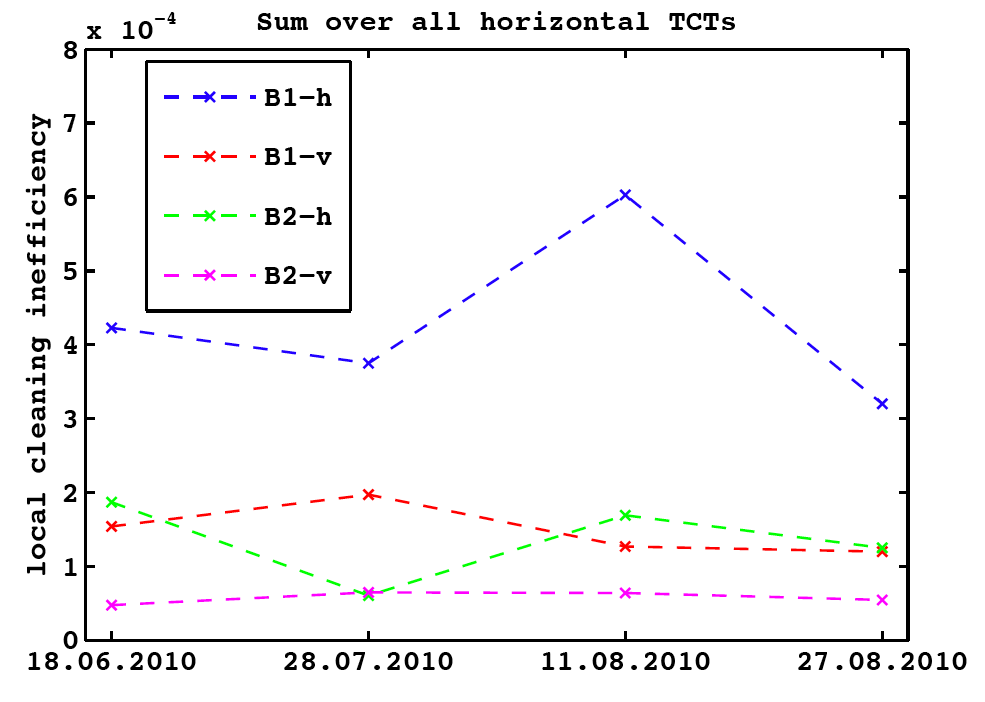 x 10⁻⁴
Sum over all horizontal TCTs
local cleaning inefficiency
8
7
6
5
4
3
2
1
0
B1-h
B1-v
B2-h
B2-v
18.06.2010 28.07.2010 11.08.2010 27.08.2010